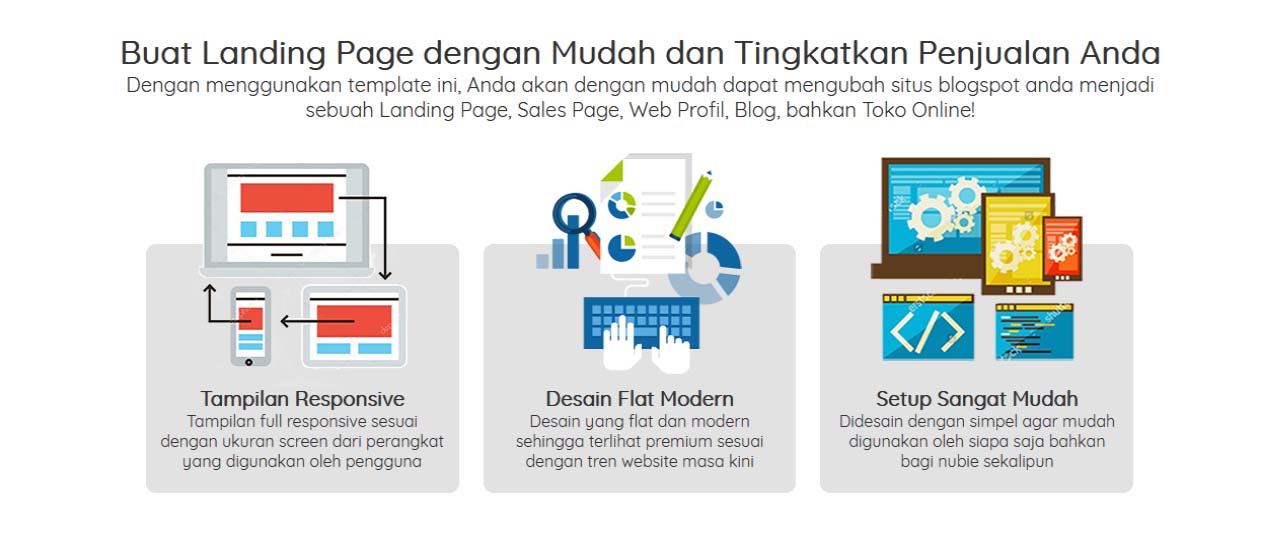 Buat Landing Page dengan Mudah dan Tingkatkan Penjualan Anda
Dengan menggunakan template ini, Anda akan dengan mudah dapat mengubah situs blogspot anda menjadi
sebuah Landing Page, Sales Page, Web Profil, Blog, bahkan Toko Online!
Tampilan Responsive
Tampilan full responsive sesuai
dengan ukuran screen dari perangkat
yang digunakan oleh pengguna
Desain Flat Modern
Desain yang flat dan modern
sehingga terlihat premium sesuai
dengan tren website masa kini
Setup Sangat Mudah
Didesain dengan simpel agar mudah
digunakan oleh siapa saja bahkan
bagi nubie sekalipun